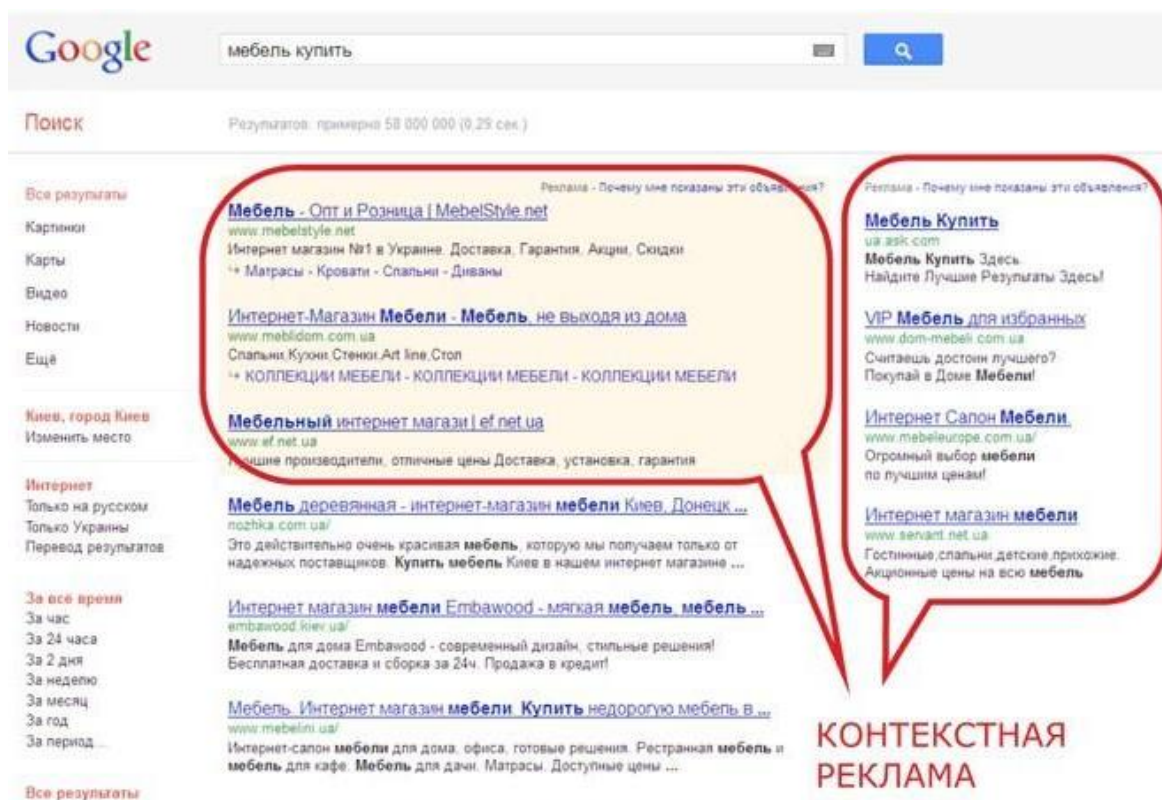 Google
мебель купить
Поиск
Результатов: примерно 58 000 000 (0,29 сек.)
Все результаты
Картинки
Карты
Видео
Новости
Ещё
Киев, город Киев
Изменить место
Интернет
Только на русском
Только Украины
Перевод результатов
За всё время
За час
За 24 часа
За 2 дня
За неделю
За месяц
За год
За период...
Все результаты
Реклама - Почему мне показаны эти объявления?
Мебель - Опт и Розница | MebelStyle.net
www.mebelstyle.net
Интернет магазин №1 в Украине. Доставка, Гарантия. Акции, Скидки
Матрасы - Кровати - Спальни - Диваны
Интернет-Магазин Мебели - Мебель, не выходя из дома
www.meblidom.com.ua
Спальни,Кухни,Стенки,Art line,Стол
КОЛЛЕКЦИИ МЕБЕЛИ - КОЛЛЕКЦИИ МЕБЕЛИ - КОЛЛЕКЦИИ МЕБЕЛИ
Мебельный интернет магази | ef.net.ua
www.ef.net.ua
Лучшие производители, отличные цены Доставка, установка, гарантия
Мебель деревянная - интернет-магазин мебели Киев, Донецк ...
nozhka.com.ua/
Это действительно очень красивая мебель, которую мы получаем только от
надежных поставщиков. Купить мебель Киев в нашем интернет магазине ...
Интернет магазин мебели Embawood - мягкая мебель, мебель ...
embawood.kiev.ua/
Мебель для дома Embawood - современный дизайн, стильные решения!
Бесплатная доставка и сборка за 24ч. Продажа в кредит!
Мебель. Интернет магазин мебели. Купить недорогую мебель в ...
www.mebelini.ua/
Интернет-салон мебели для дома, офиса, готовые решения. Рестранная мебель и
мебель для кафе. Мебель для дачи. Матрасы. Доступные цены ...
Реклама - Почему мне показаны эти объявления?
Мебель Купить
ua.ask.com
Мебель Купить Здесь.
Найдите Лучшие Результаты Здесь!
VIP Мебель для избранных
www.dom-mebeli.com.ua
Считаешь достоин лучшего?
Покупай в Доме Мебели!
Интернет Салон Мебели.
www.mebeleurope.com.ua/
Огромный выбор мебели
по лучшим ценам!
Интернет магазин мебели
www.servant.net.ua
Гостинные,спальни,детские,прихожие.
Акционные цены на всю мебель
КОНТЕКСТНАЯ
РЕКЛАМА